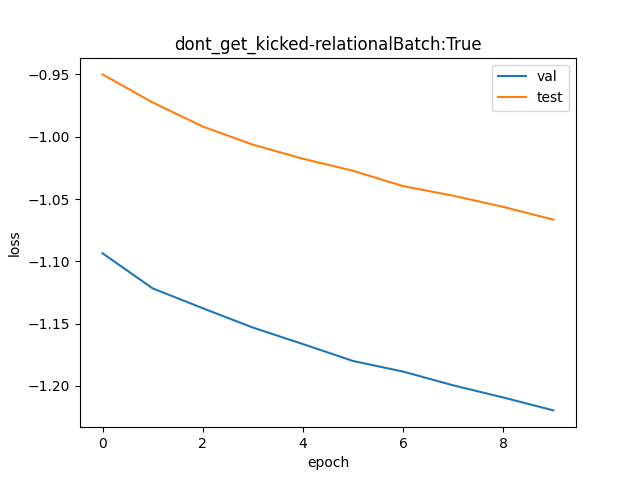 dont_get_kicked-relationalBatch:True
val
test
loss
−0.95
−1.00
−1.05
−1.10
−1.15
−1.20
0
2
4
6
8
epoch